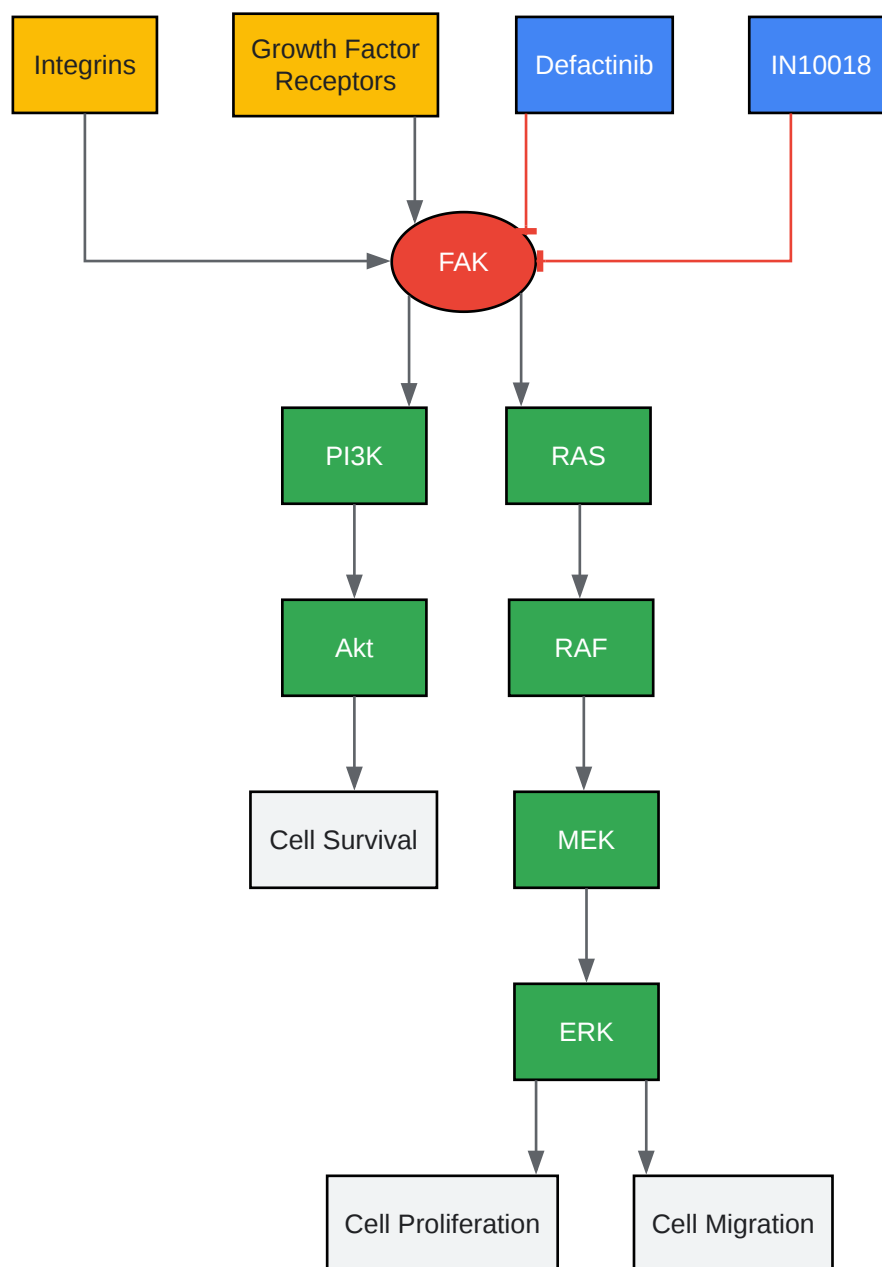 Integrins
Growth Factor
Receptors
Defactinib
IN10018
FAK
PI3K
RAS
Akt
RAF
Cell Survival
MEK
ERK
Cell Proliferation
Cell Migration